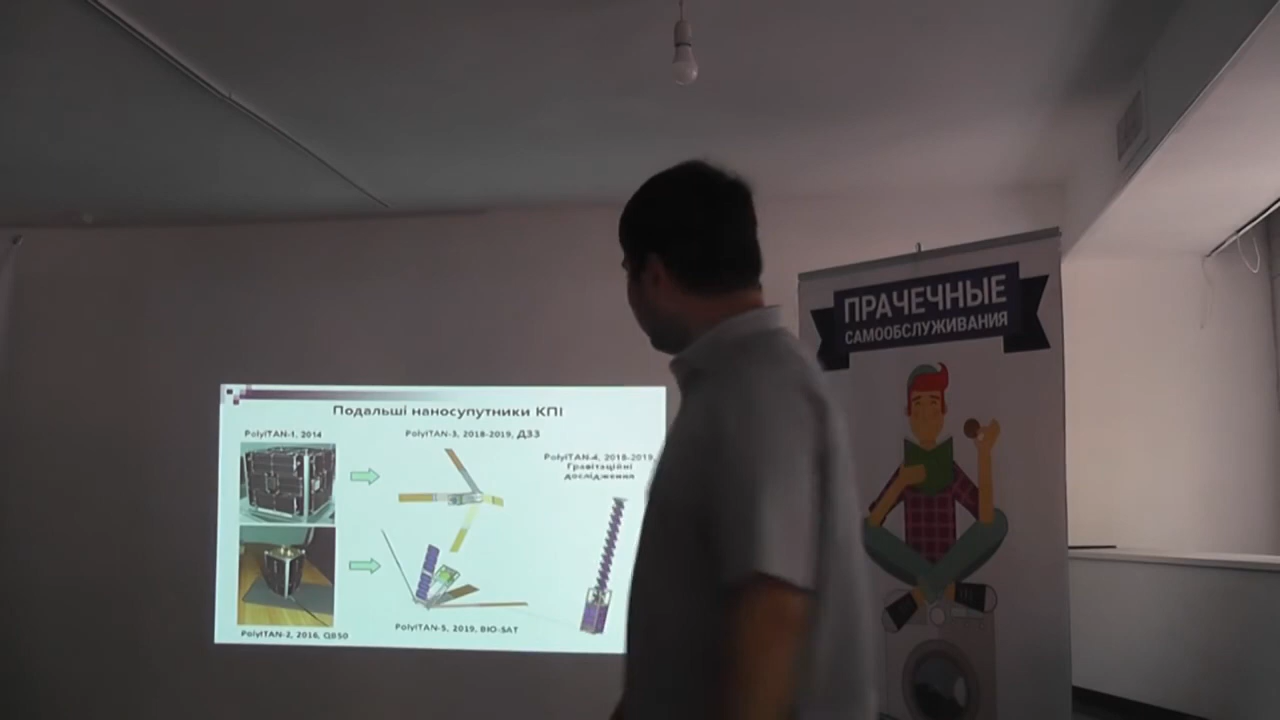 Подальші наносупутники КПІ
PolyITAN-1, 2014
PolyITAN-3, 2018-2019, ДЗЗ
PolyITAN-4, 2018-2019,
Гравітаційні
дослідження
PolyITAN-2, 2016, QB50
PolyITAN-5, 2019, BIO-SAT
ПРАЧЕЧНЫЕ
САМООБСЛУЖИВАНИЯ